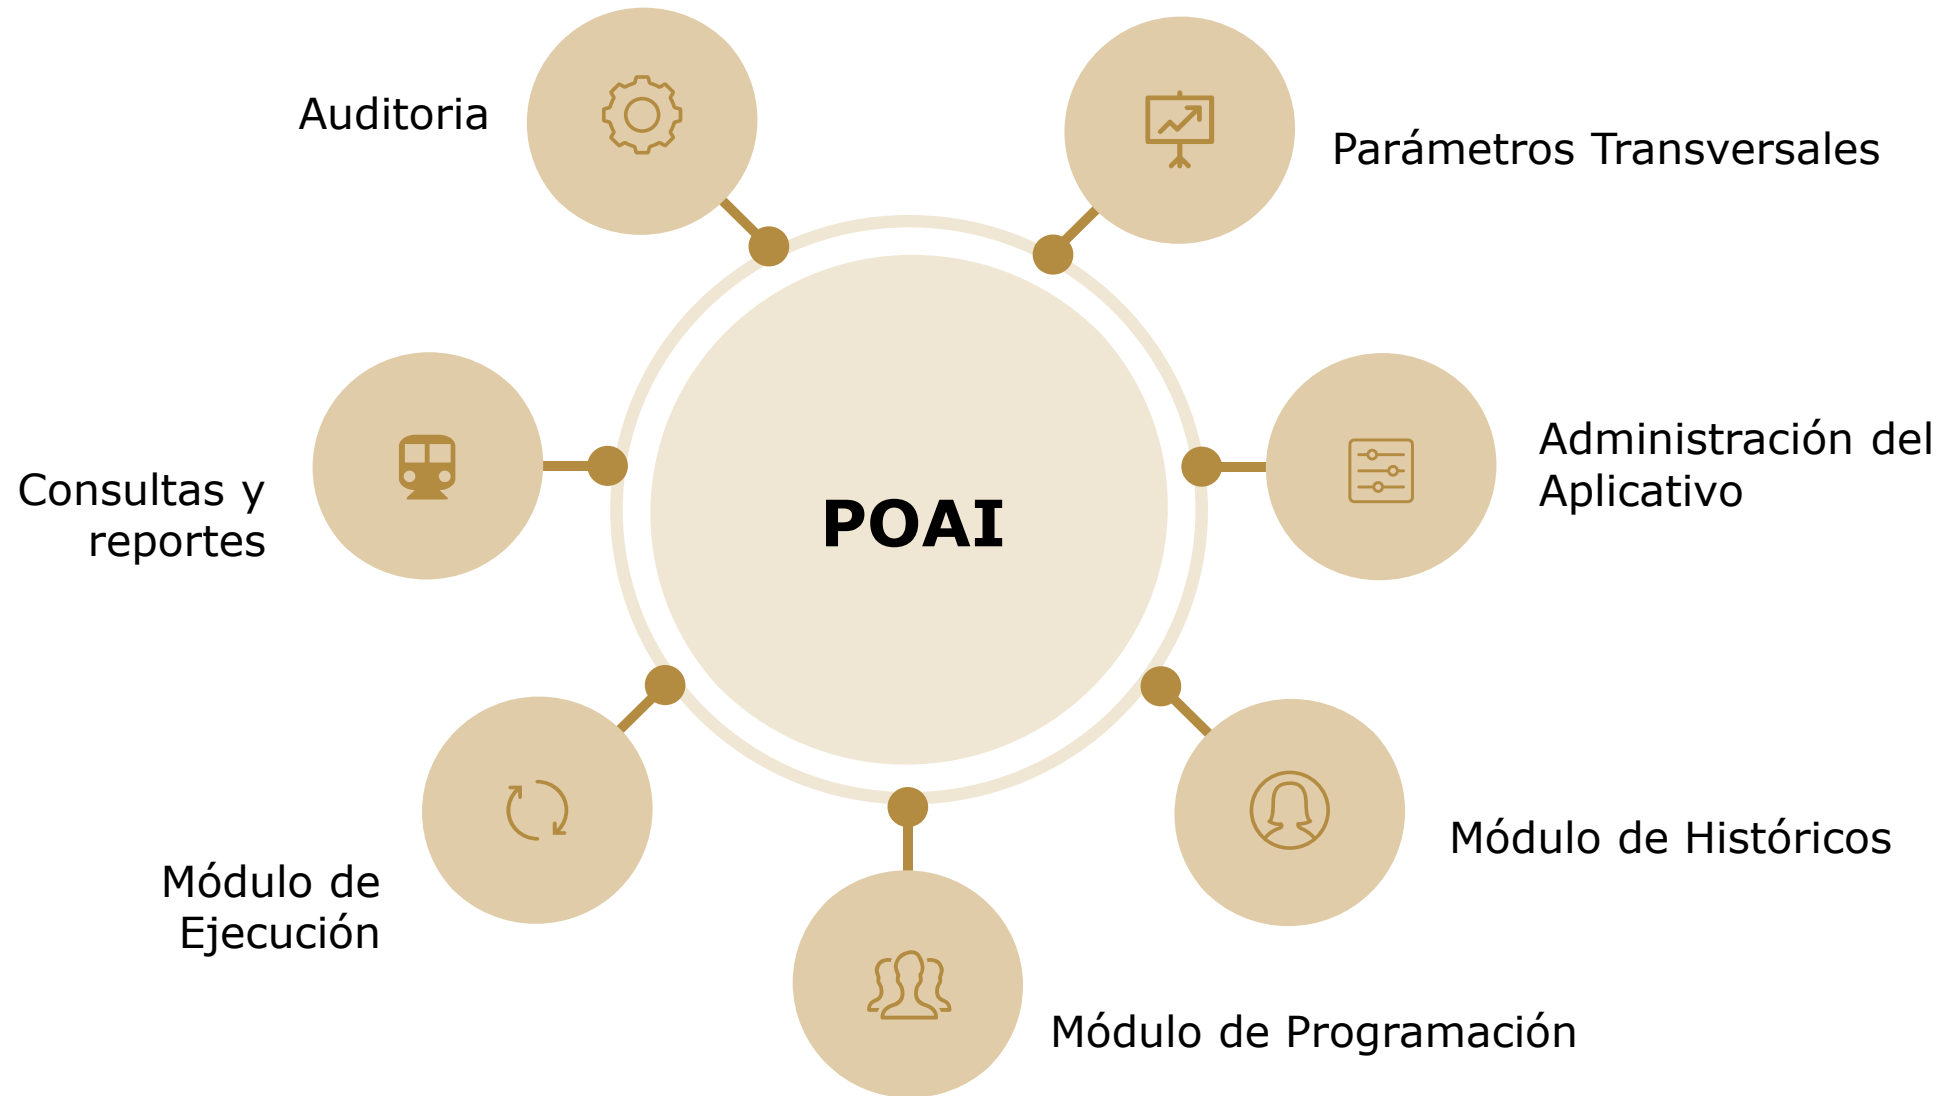 Auditoria
Parámetros Transversales
Administración del
Aplicativo
Consultas y
reportes
POAI
Módulo de Históricos
Módulo de
Ejecución
Módulo de Programación